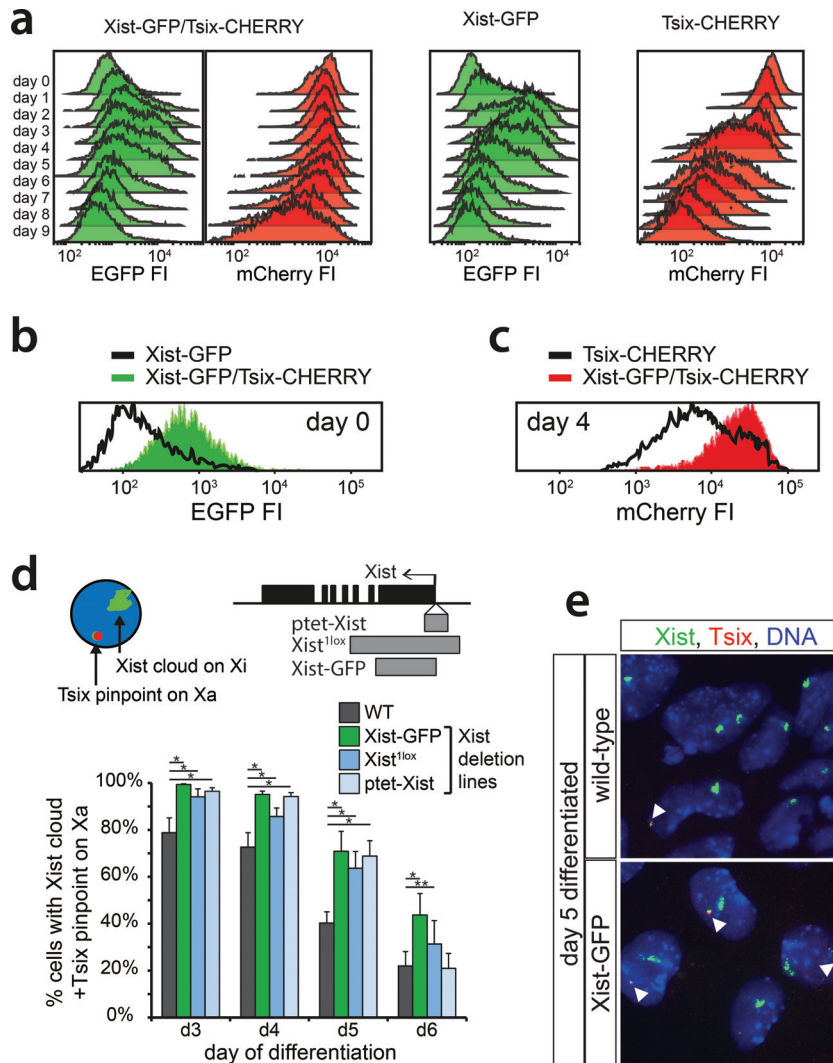 a
Xist-GFP/Tsix-CHERRY
Xist-GFP
Tsix-CHERRY
day 0
day 1
day 2
day 3
day 4
day 5
day 6
day 7
day 8
day 9
10² 10⁴
EGFP FI
10² 10⁴
mCherry FI
10² 10⁴
EGFP FI
10² 10⁴
mCherry FI
b
Xist-GFP
Xist-GFP/Tsix-CHERRY
day 0
10² 10³ 10⁴ 10⁵
EGFP FI
c
Tsix-CHERRY
Xist-GFP/Tsix-CHERRY
day 4
10² 10³ 10⁴ 10⁵
mCherry FI
d
Xist cloud on Xi
Tsix pinpoint on Xa
Xist
ptet-Xist
Xist¹ˡᵒˣ
Xist-GFP
WT
Xist-GFP
Xist¹ˡᵒˣ
ptet-Xist
Xist
deletion
lines
% cells with Xist cloud
+Tsix pinpoint on Xa
100%
80%
60%
40%
20%
0%
* * *
* * *
* * *
* **
d3 d4 d5 d6
day of differentiation
e
Xist, Tsix, DNA
day 5 differentiated
wild-type
Xist-GFP